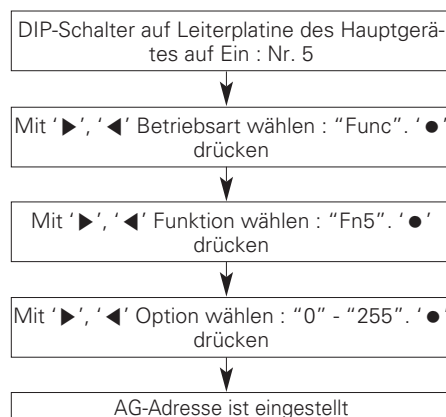 DIP-Schalter auf Leiterplatine des Hauptgerä-
tes auf Ein : Nr. 5
Mit ‘▶’, ‘◀’ Betriebsart wählen : “Func”. ‘●’
drücken
Mit ‘▶’, ‘◀’ Funktion wählen : “Fn5”. ‘●’
drücken
Mit ‘▶’, ‘◀’ Option wählen : “0” - “255”. ‘●’
drücken
AG-Adresse ist eingestellt